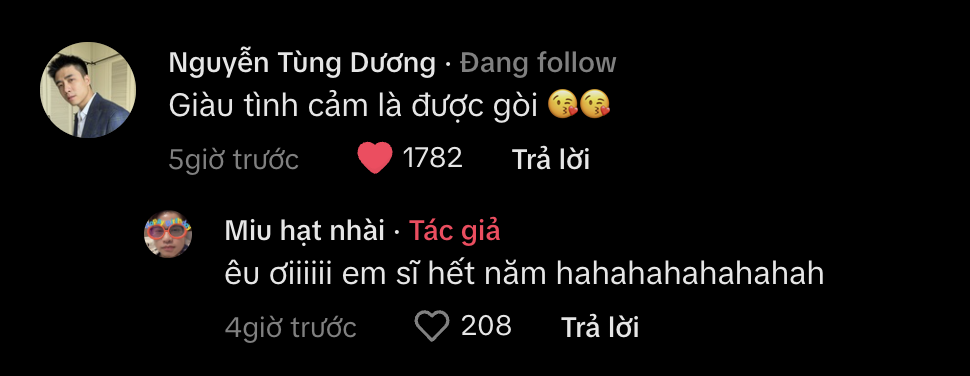 Nguyễn Tùng Dương · Đang follow
Giàu tình cảm là được gòi 😘😘
5giờ trước 1782 Trả lời
Miu hạt nhài · Tác giả
êu ơiiiiii em sĩ hết năm hahahahahahahah
4giờ trước 208 Trả lời